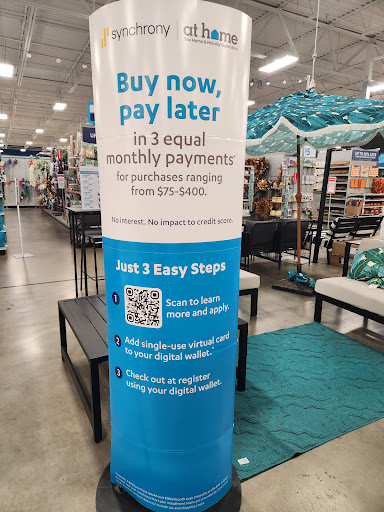 synchrony
at home
The Home & Holiday Superstore
Buy now,
pay later
in 3 equal
monthly payments*
for purchases ranging
from $75-$400.
No interest. No impact to credit score.
Just 3 Easy Steps
1 Scan to learn
more and apply.
2 Add single-use virtual card
to your digital wallet.
3 Check out at register
using your digital wallet.